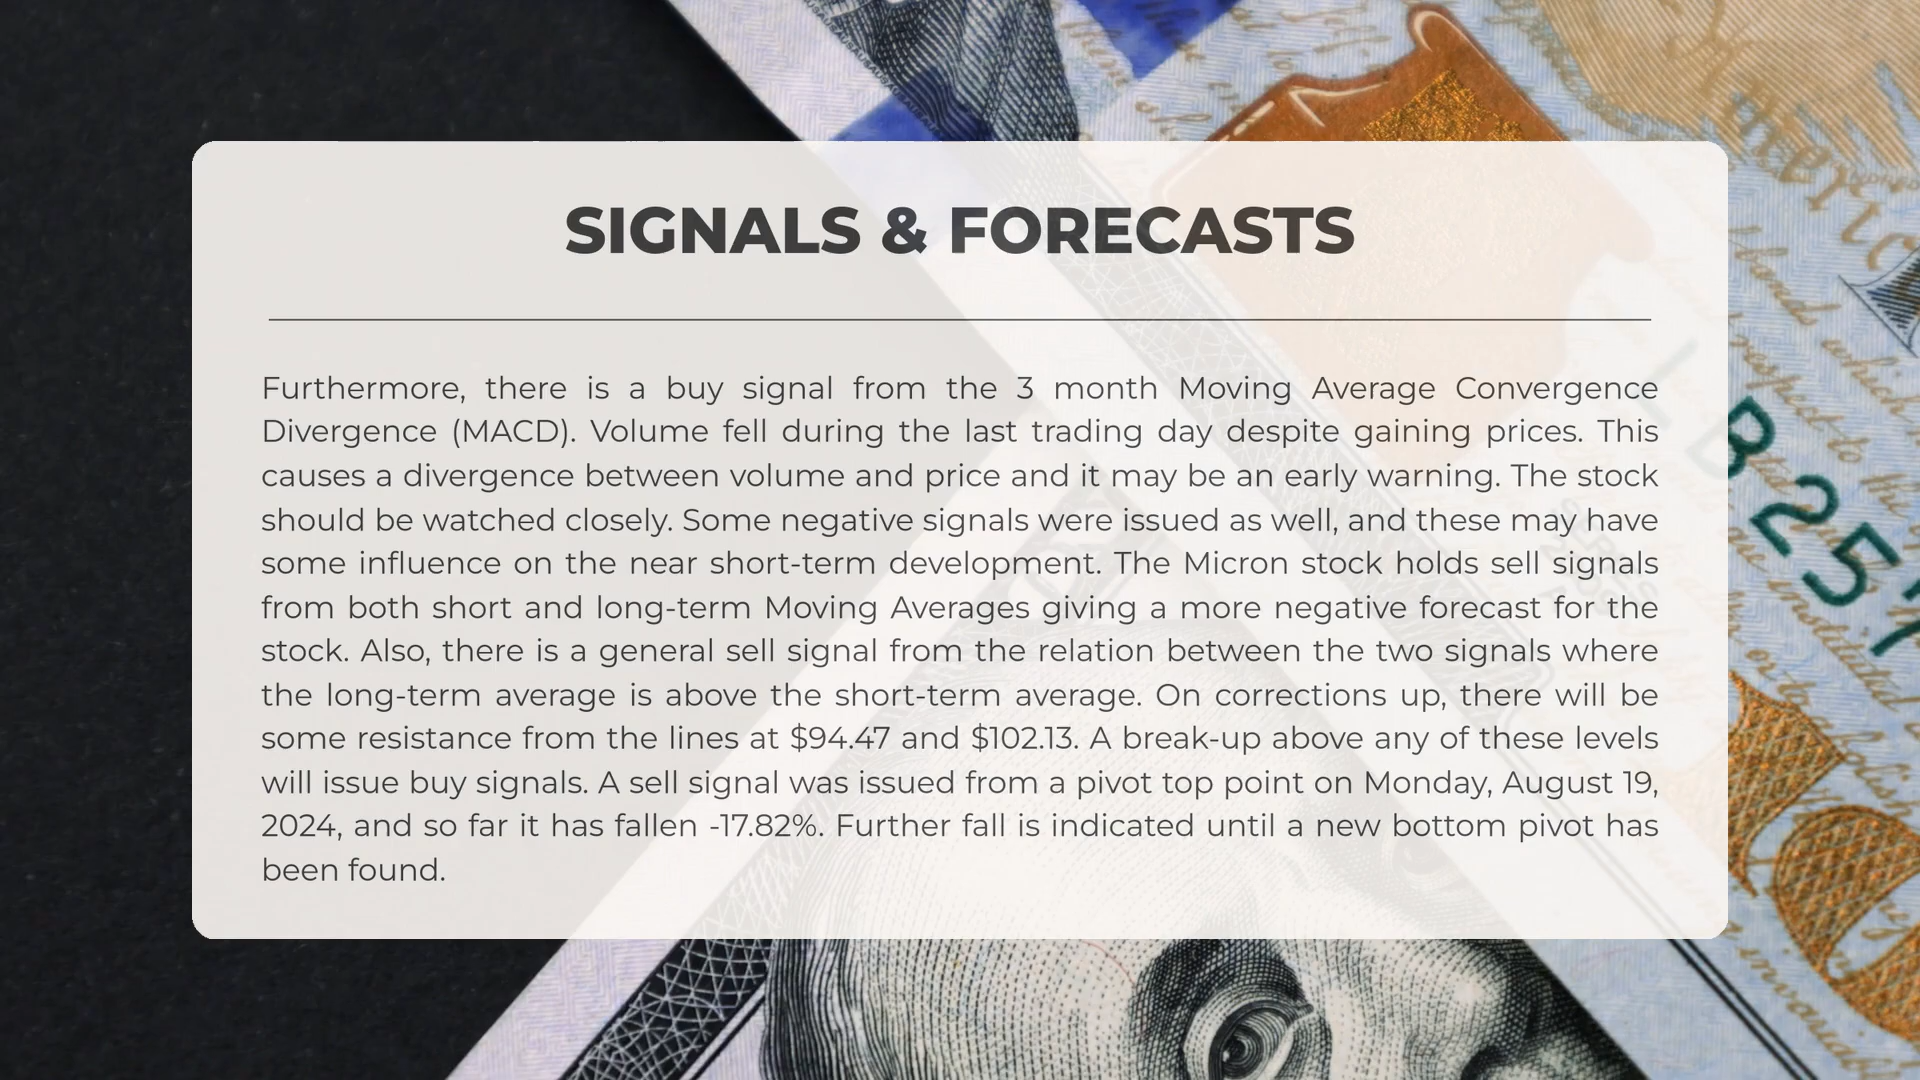 SIGNALS & FORECASTS
Furthermore, there is a buy signal from the 3 month Moving Average Convergence
Divergence (MACD). Volume fell during the last trading day despite gaining prices. This
causes a divergence between volume and price and it may be an early warning. The stock
should be watched closely. Some negative signals were issued as well, and these may have
some influence on the near short-term development. The Micron stock holds sell signals
from both short and long-term Moving Averages giving a more negative forecast for the
stock. Also, there is a general sell signal from the relation between the two signals where
the long-term average is above the short-term average. On corrections up, there will be
some resistance from the lines at $94.47 and $102.13. A break-up above any of these levels
will issue buy signals. A sell signal was issued from a pivot top point on Monday, August 19,
2024, and so far it has fallen -17.82%. Further fall is indicated until a new bottom pivot has
been found.